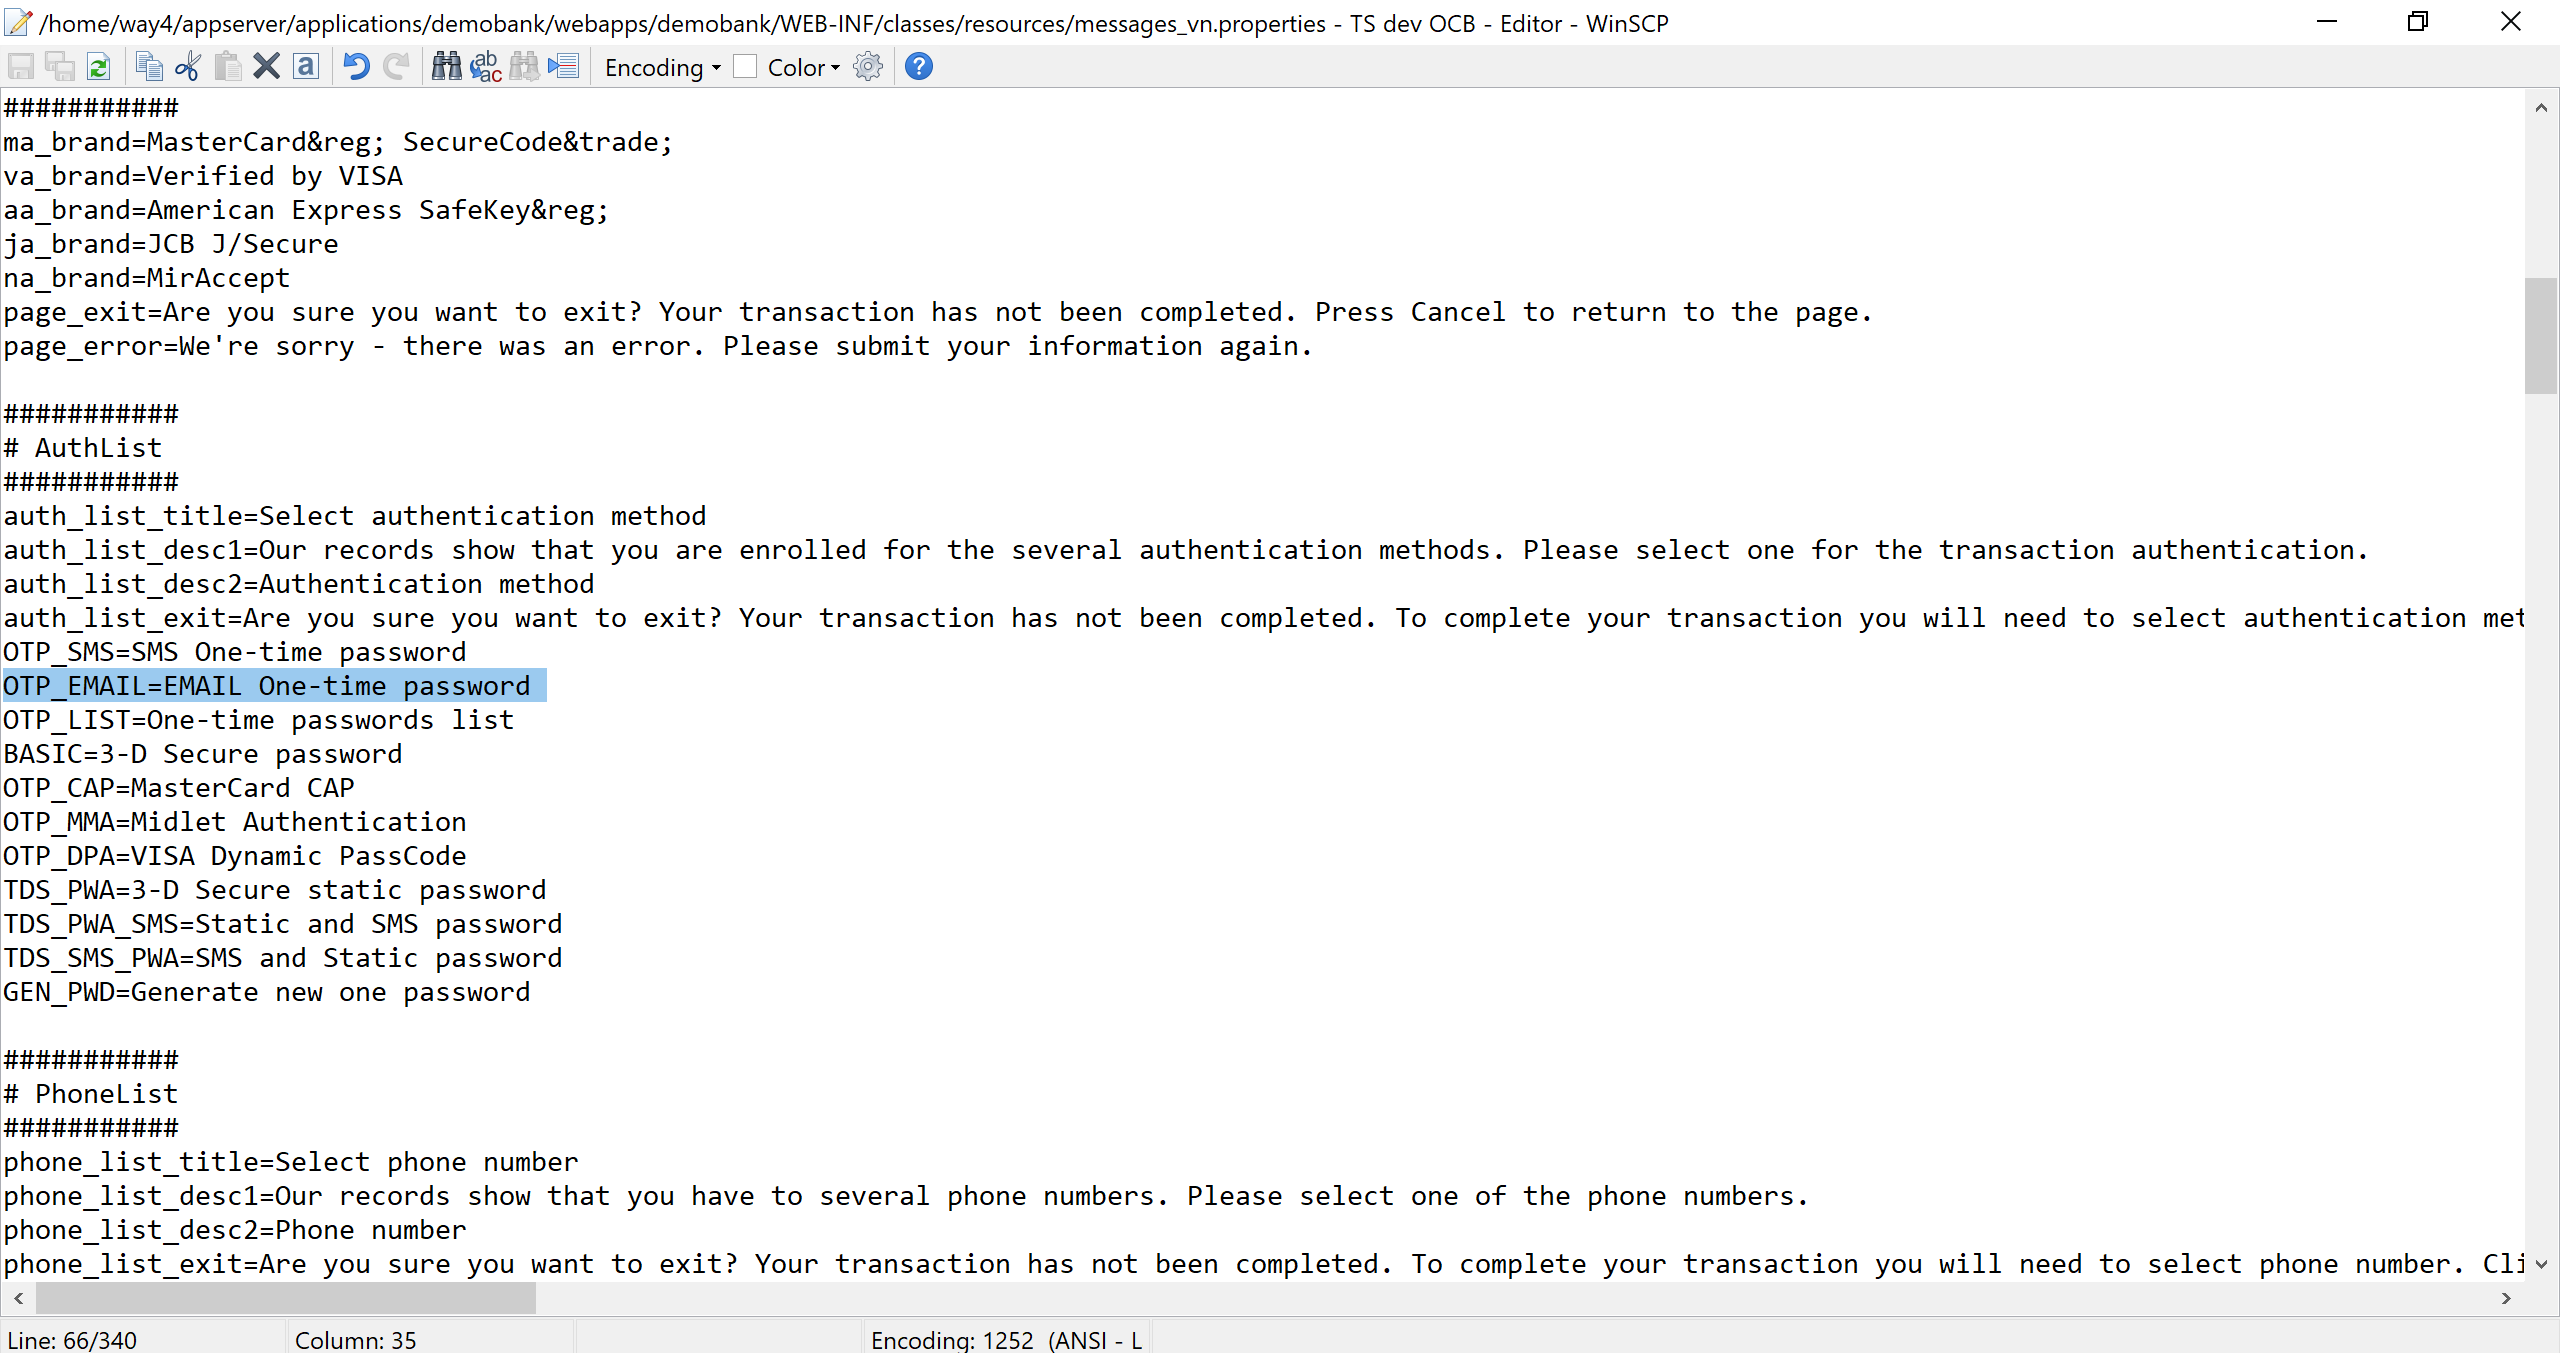 /home/way4/appserver/applications/demobank/webapps/demobank/WEB-INF/classes/resources/messages_vn.properties - TS dev OCB - Editor - WinSCP
Encoding Color
###########
ma_brand=MasterCard&reg; SecureCode&trade;
va_brand=Verified by VISA
aa_brand=American Express SafeKey&reg;
ja_brand=JCB J/Secure
na_brand=MirAccept
page_exit=Are you sure you want to exit? Your transaction has not been completed. Press Cancel to return to the page.
page_error=We're sorry - there was an error. Please submit your information again.
###########
# AuthList
###########
auth_list_title=Select authentication method
auth_list_desc1=Our records show that you are enrolled for the several authentication methods. Please select one for the transaction authentication.
auth_list_desc2=Authentication method
auth_list_exit=Are you sure you want to exit? Your transaction has not been completed. To complete your transaction you will need to select authentication met
OTP_SMS=SMS One-time password
OTP_EMAIL=EMAIL One-time password
OTP_LIST=One-time passwords list
BASIC=3-D Secure password
OTP_CAP=MasterCard CAP
OTP_MMA=Midlet Authentication
OTP_DPA=VISA Dynamic PassCode
TDS_PWA=3-D Secure static password
TDS_PWA_SMS=Static and SMS password
TDS_SMS_PWA=SMS and Static password
GEN_PWD=Generate new one password
###########
# PhoneList
###########
phone_list_title=Select phone number
phone_list_desc1=Our records show that you have to several phone numbers. Please select one of the phone numbers.
phone_list_desc2=Phone number
phone_list_exit=Are you sure you want to exit? Your transaction has not been completed. To complete your transaction you will need to select phone number. Cli
Line: 66/340 Column: 35 Encoding: 1252 (ANSI - L